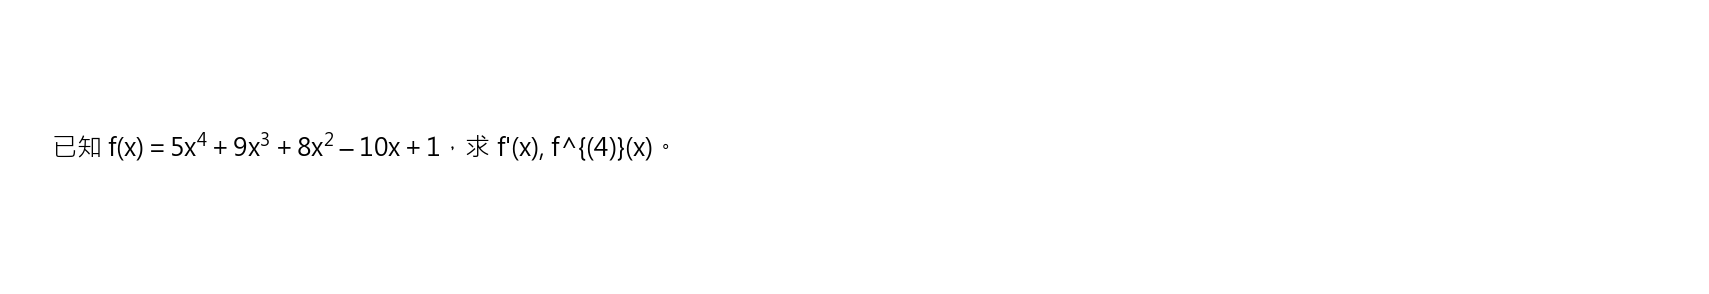 已知 f(x) = 5x⁴ + 9x³ + 8x² – 10x + 1，求 f'(x), f^{(4)}(x)。